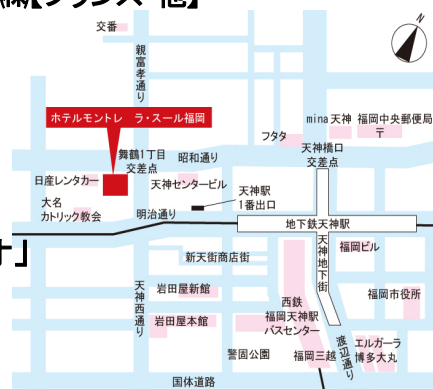 交番
N
親富孝通り
ホテルモントレ ラ・スール福岡
mina天神
福岡中央郵便局
〒
フタタ
天神橋口
交差点
舞鶴1丁目
交差点
昭和通り
日産レンタカー
天神センタービル
天神駅
1番出口
大名
カトリック教会
明治通り
地下鉄天神駅
天神地下街
福岡ビル
新天街商店街
天神西通り
岩田屋新館
西鉄
福岡天神駅
バスセンター
福岡市役所
岩田屋本館
渡辺通り
警固公園
福岡三越
エルガーラ
博多大丸
国体道路
ナ」